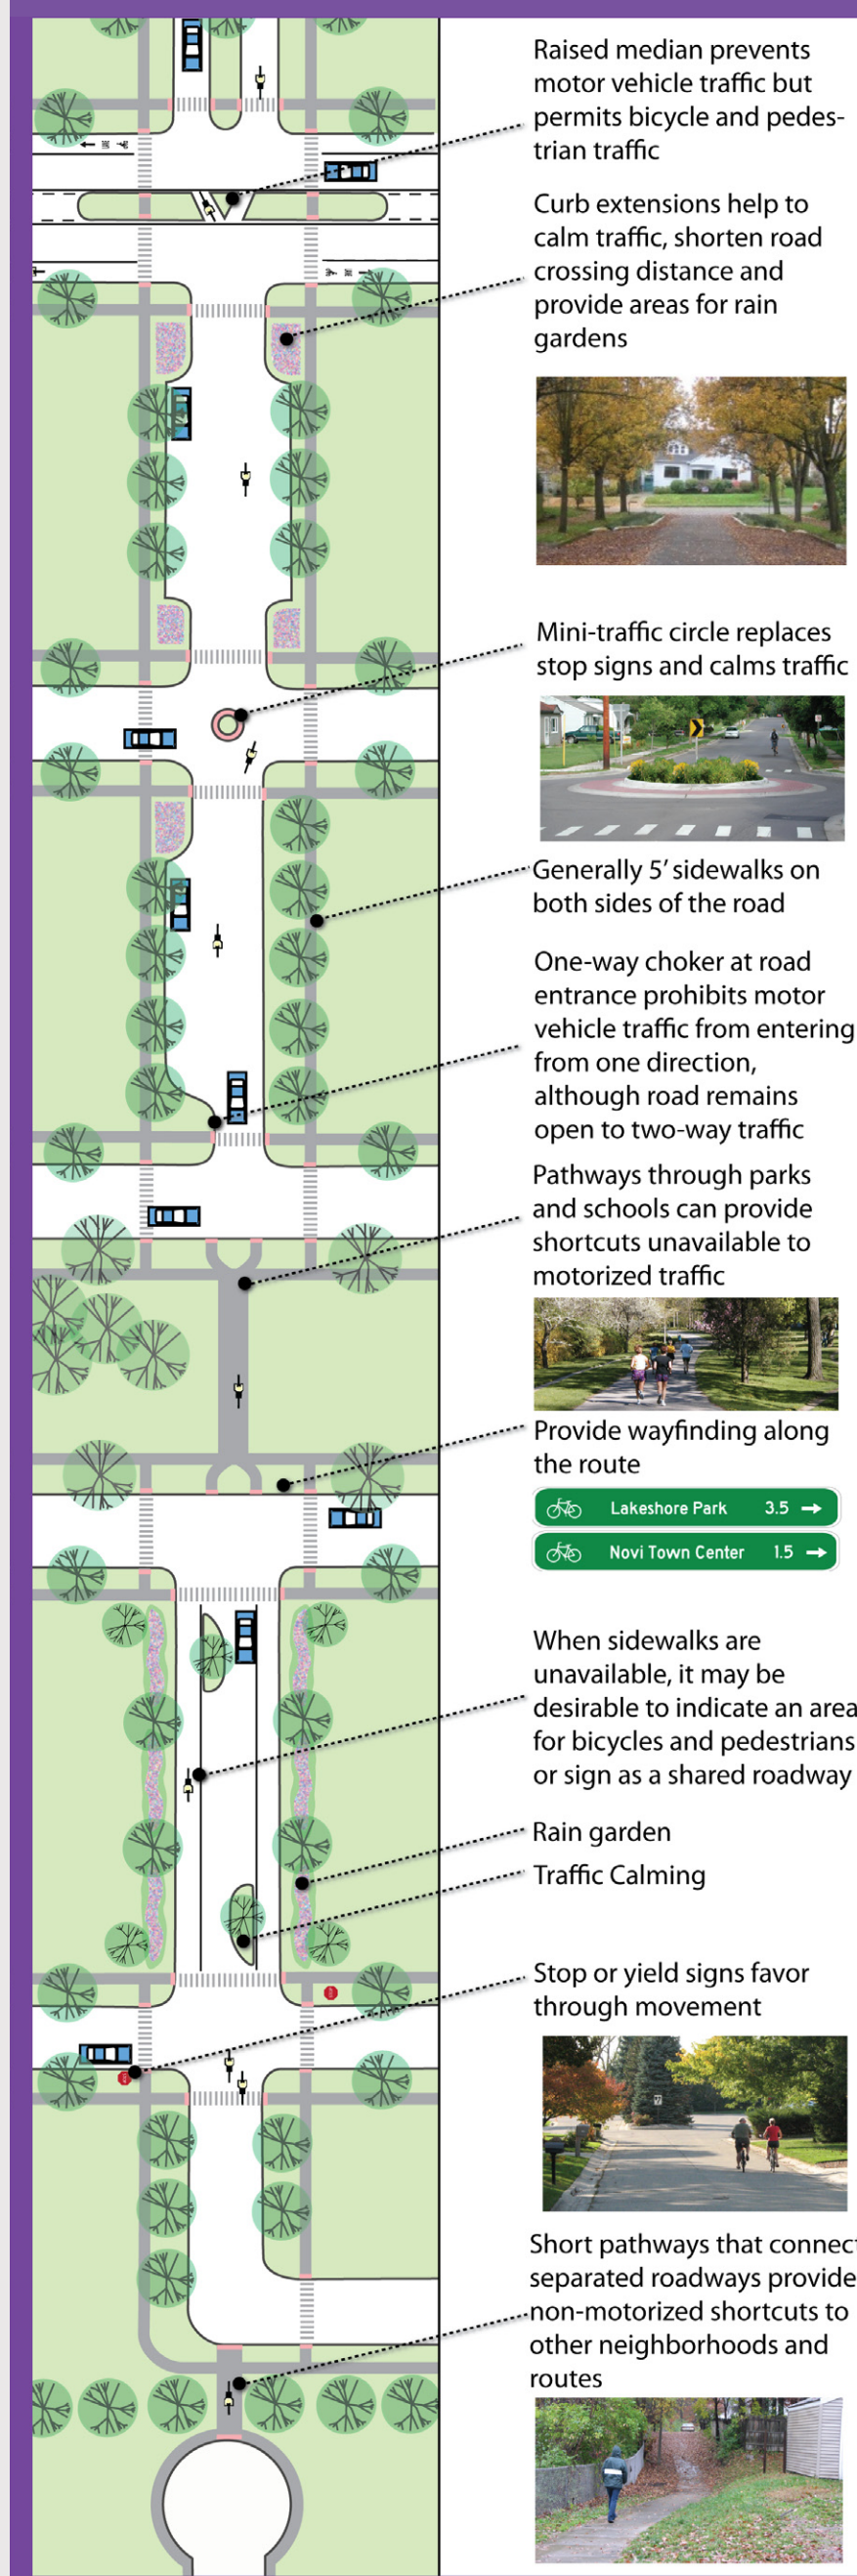 Raised median prevents
motor vehicle traffic but
permits bicycle and pedes-
trian traffic
Curb extensions help to
calm traffic, shorten road
crossing distance and
provide areas for rain
gardens
Mini-traffic circle replaces
stop signs and calms traffic
Generally 5' sidewalks on
both sides of the road
One-way choker at road
entrance prohibits motor
vehicle traffic from entering
from one direction,
although road remains
open to two-way traffic
Pathways through parks
and schools can provide
shortcuts unavailable to
motorized traffic
Provide wayfinding along
the route
Lakeshore Park 3.5 →
Novi Town Center 1.5 →
When sidewalks are
unavailable, it may be
desirable to indicate an area
for bicycles and pedestrians
or sign as a shared roadway
Rain garden
Traffic Calming
Stop or yield signs favor
through movement
Short pathways that connect
separated roadways provide
non-motorized shortcuts to
other neighborhoods and
routes